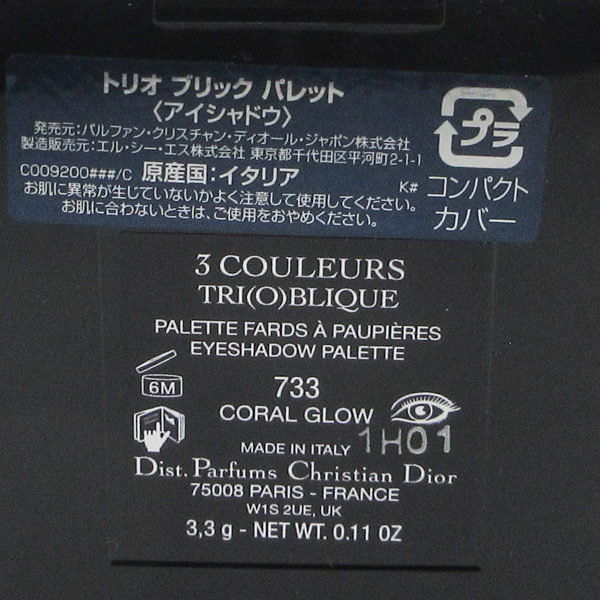 トリオ ブリック パレット
〈アイシャドウ〉
発売元:パルファン・クリスチャン・ディオール・ジャポン株式会社
製造販売元:エル・シー・エス株式会社 東京都千代田区平河町2-1-1
C009200###/C 原産国:イタリア K#
お肌に異常が生じていないかよく注意して使用してください。
お肌に合わないときは、ご使用をおやめください。
プラ
コンパクト
カバー
3 COULEURS
TRI(O)BLIQUE
PALETTE FARDS À PAUPIÈRES
EYESHADOW PALETTE
6M
733
CORAL GLOW
MADE IN ITALY 1H01
Dist. Parfums Christian Dior
75008 PARIS - FRANCE
W1S 2UE, UK
3,3 g - NET WT. 0.11 OZ